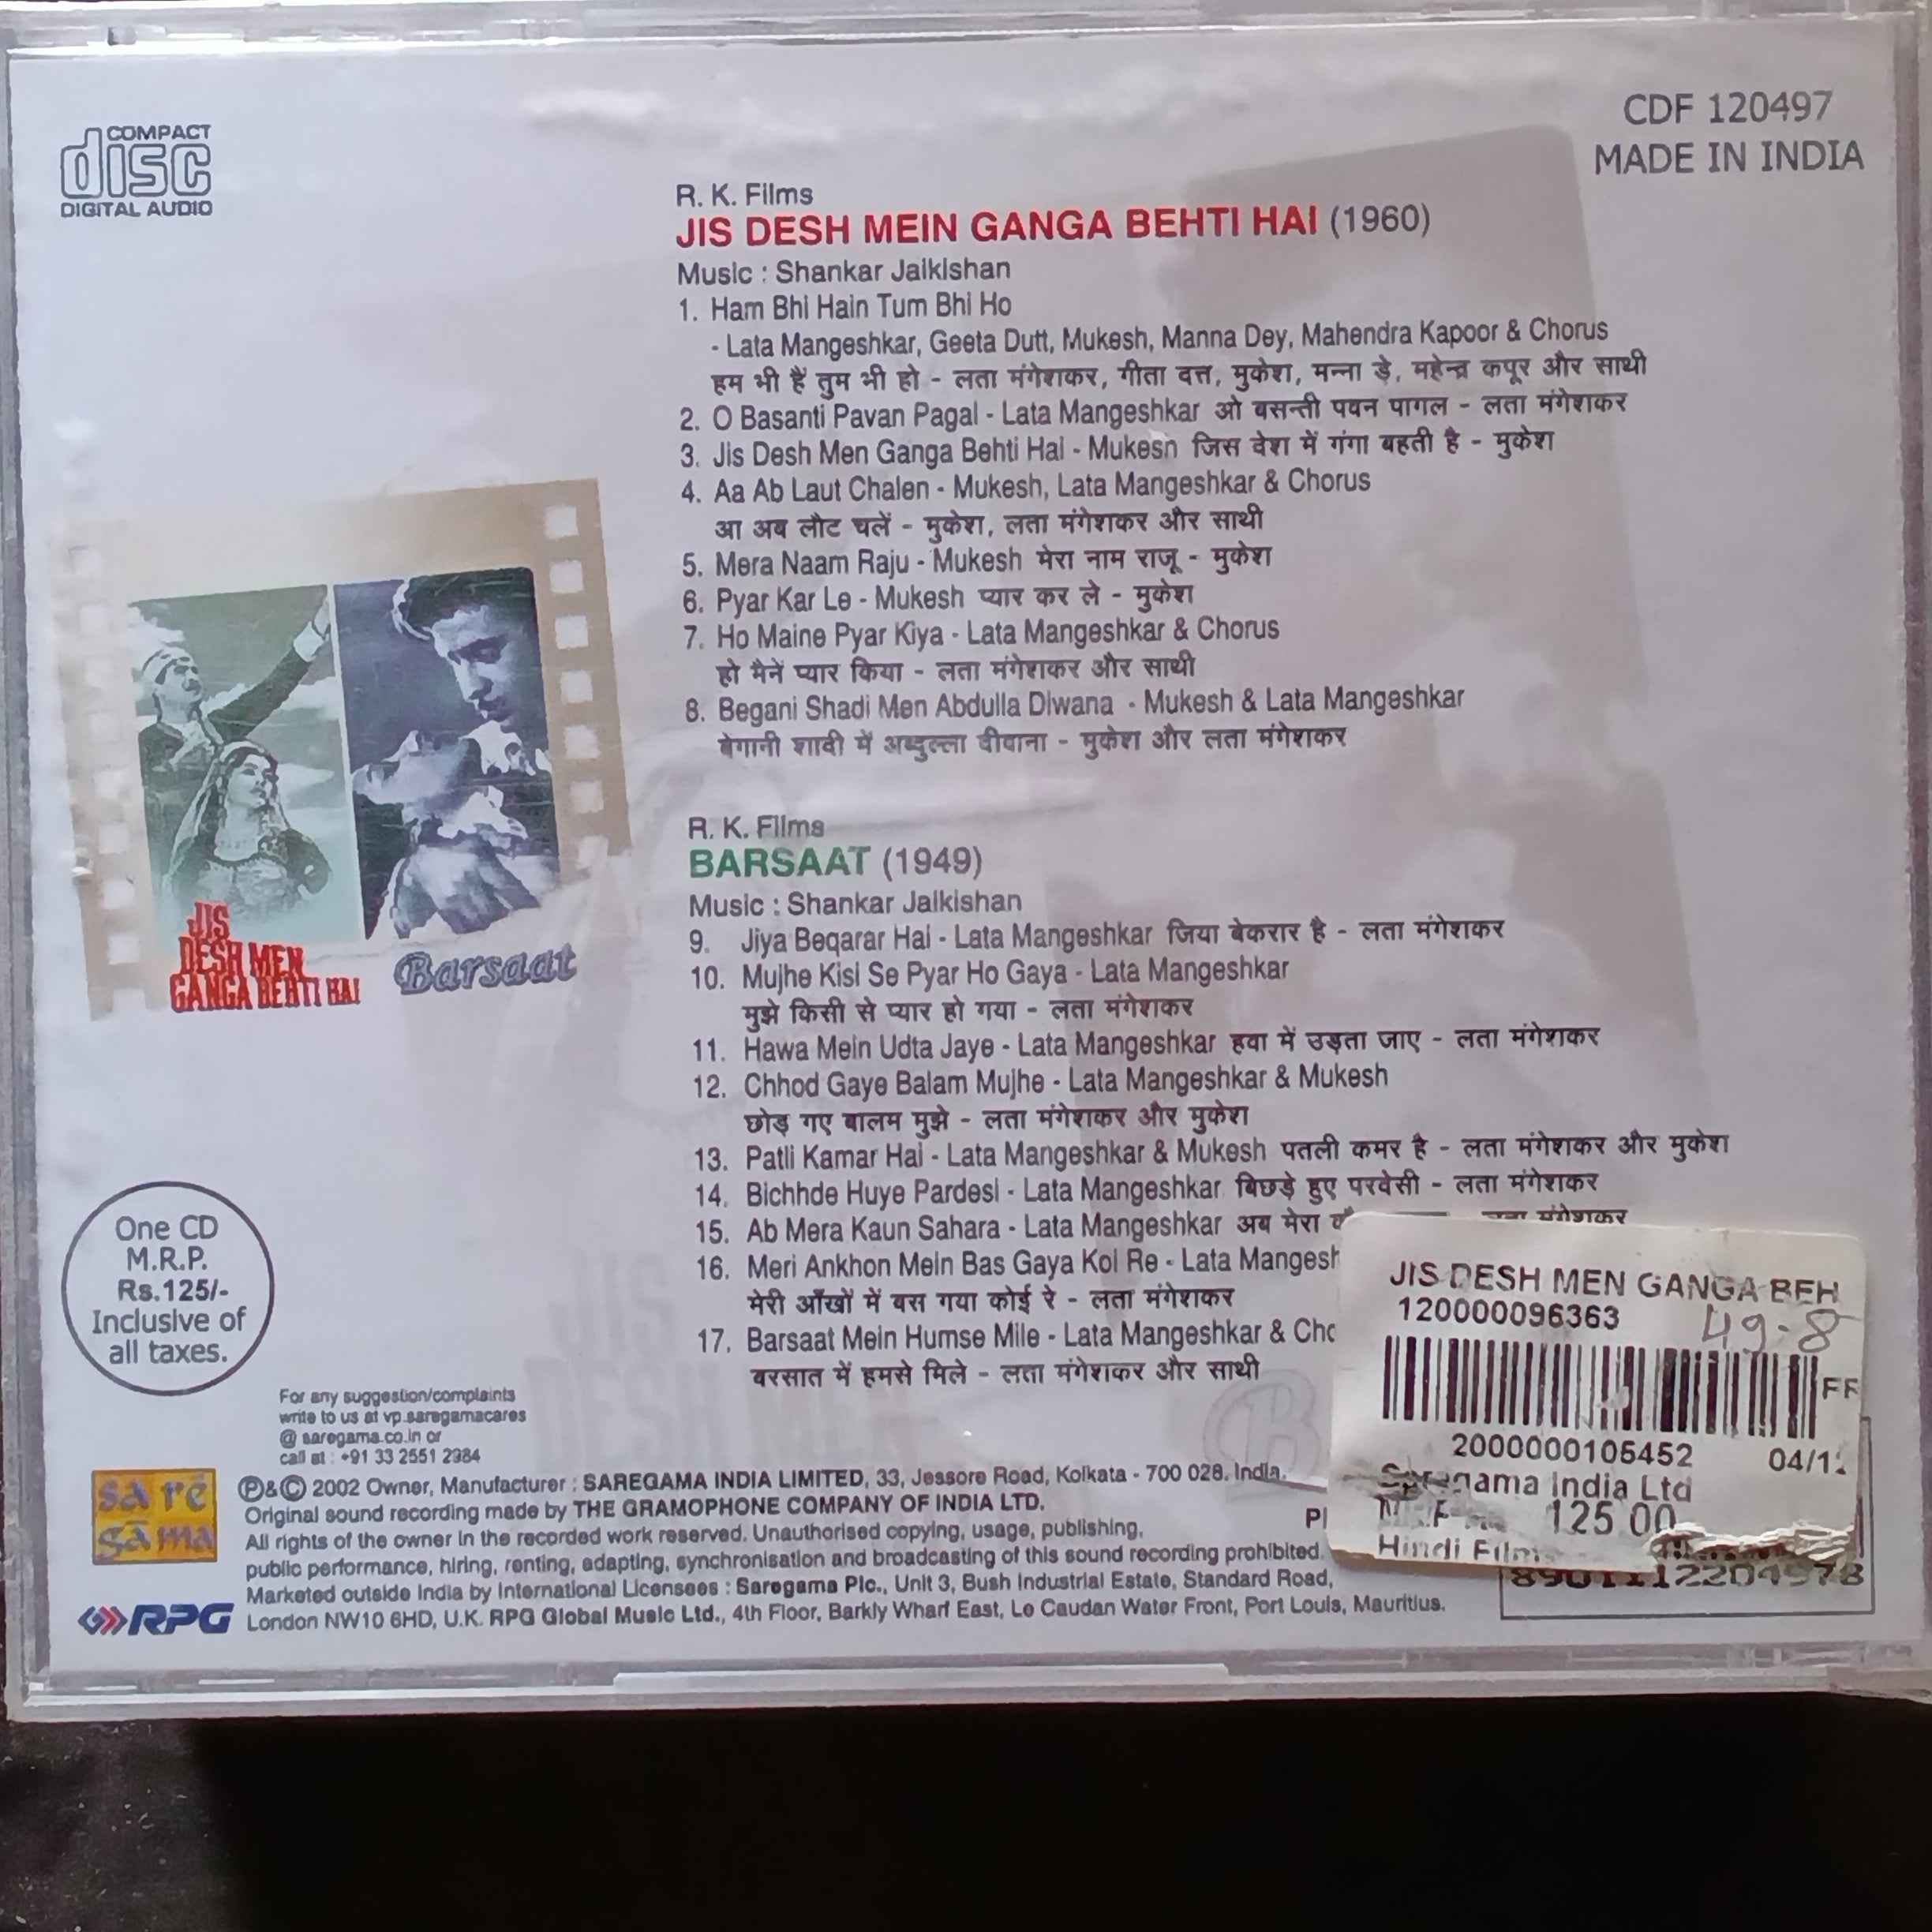 COMPACT
disc
DIGITAL AUDIO
CDF 120497
MADE IN INDIA
R. K. Films
JIS DESH MEIN GANGA BEHTI HAI (1960)
Music : Shankar Jaikishan
1. Ham Bhi Hain Tum Bhi Ho
- Lata Mangeshkar, Geeta Dutt, Mukesh, Manna Dey, Mahendra Kapoor & Chorus
हम भी हैं तुम भी हो - लता मंगेशकर, गीता दत्त, मुकेश, मन्ना डे, महेन्द्र कपूर और साथी
2. O Basanti Pavan Pagal - Lata Mangeshkar ओ बसन्ती पवन पागल - लता मंगेशकर
3. Jis Desh Men Ganga Behti Hai - Mukesh जिस देश में गंगा बहती है - मुकेश
4. Aa Ab Laut Chalen - Mukesh, Lata Mangeshkar & Chorus
आ अब लौट चलें - मुकेश, लता मंगेशकर और साथी
5. Mera Naam Raju - Mukesh मेरा नाम राजू - मुकेश
6. Pyar Kar Le - Mukesh प्यार कर ले - मुकेश
7. Ho Maine Pyar Kiya - Lata Mangeshkar & Chorus
हो मैनें प्यार किया - लता मंगेशकर और साथी
8. Begani Shadi Men Abdulla Diwana - Mukesh & Lata Mangeshkar
बेगानी शादी में अब्दुल्ला दीवाना - मुकेश और लता मंगेशकर
R. K. Films
BARSAAT (1949)
Music : Shankar Jaikishan
9. Jiya Beqarar Hai - Lata Mangeshkar जिया बेकरार है - लता मंगेशकर
10. Mujhe Kisi Se Pyar Ho Gaya - Lata Mangeshkar
मुझे किसी से प्यार हो गया - लता मंगेशकर
11. Hawa Mein Udta Jaye - Lata Mangeshkar हवा में उड़ता जाए - लता मंगेशकर
12. Chhod Gaye Balam Mujhe - Lata Mangeshkar & Mukesh
छोड़ गए बालम मुझे - लता मंगेशकर और मुकेश
13. Patli Kamar Hai - Lata Mangeshkar & Mukesh पतली कमर है - लता मंगेशकर और मुकेश
14. Bichhde Huye Pardesi - Lata Mangeshkar बिछड़े हुए परदेसी - लता मंगेशकर
15. Ab Mera Kaun Sahara - Lata Mangeshkar अब मेरा मंगेशकर
16. Meri Ankhon Mein Bas Gaya Koi Re - Lata Mangesh
मेरी आँखों में बस गया कोई रे - लता मंगेशकर
17. Barsaat Mein Humse Mile - Lata Mangeshkar & Cho
बरसात में हमसे मिले - लता मंगेशकर और साथी
JIS
DESH MEN
GANGA BEHTI HAI
Barsaat
One CD
M.R.P.
Rs.125/-
Inclusive of
all taxes.
For any suggestion/complaints
write to us at vp.saregamacares
@ saregama.co.in or
call at : +91 33 2551 2984
sa re
ga ma
RPG
Ⓟ&© 2002 Owner, Manufacturer : SAREGAMA INDIA LIMITED, 33, Jessore Road, Kolkata - 700 028. India.
Original sound recording made by THE GRAMOPHONE COMPANY OF INDIA LTD.
All rights of the owner in the recorded work reserved. Unauthorised copying, usage, publishing,
public performance, hiring, renting, adapting, synchronisation and broadcasting of this sound recording prohibited.
Marketed outside India by International Licensees : Saregama Plc., Unit 3, Bush Industrial Estate, Standard Road,
London NW10 6HD, U.K. RPG Global Music Ltd., 4th Floor, Barkly Wharf East, Le Caudan Water Front, Port Louis, Mauritius.
JIS DESH MEN GANGA BEH
120000096363
49-8
2000000105452 04/1
Saregama India Ltd
125.00
Hindi Film